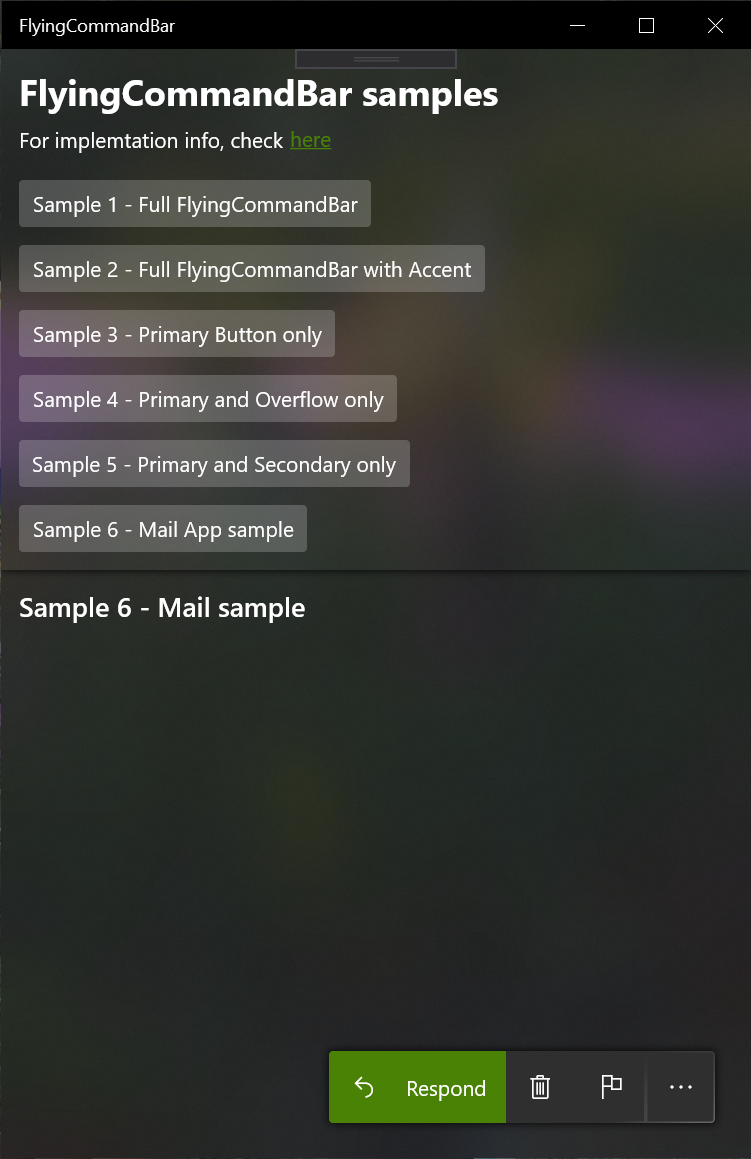 FlyingCommandBar
FlyingCommandBar samples
For implemtation info, check here
Sample 1 - Full FlyingCommandBar
Sample 2 - Full FlyingCommandBar with Accent
Sample 3 - Primary Button only
Sample 4 - Primary and Overflow only
Sample 5 - Primary and Secondary only
Sample 6 - Mail App sample
Sample 6 - Mail sample
Respond